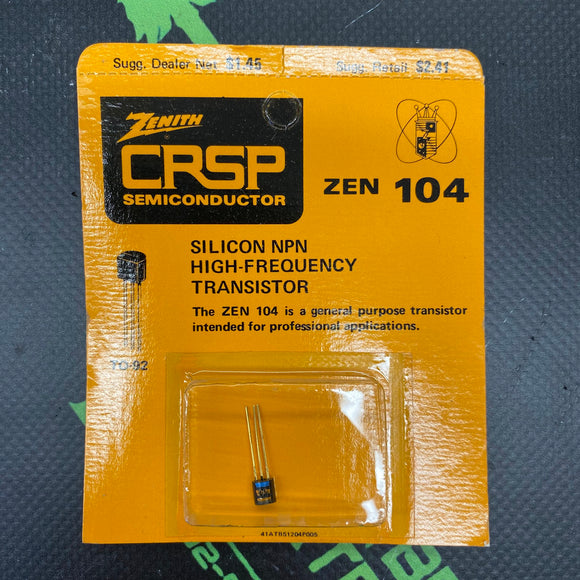 Sugg. Dealer Net $1.45 Sugg. Retail $2.41
ZENITH
CRSP
SEMICONDUCTOR
ZEN 104
SILICON NPN
HIGH-FREQUENCY
TRANSISTOR
The ZEN 104 is a general purpose transistor
intended for professional applications.
TO-92
41ATB51204P005